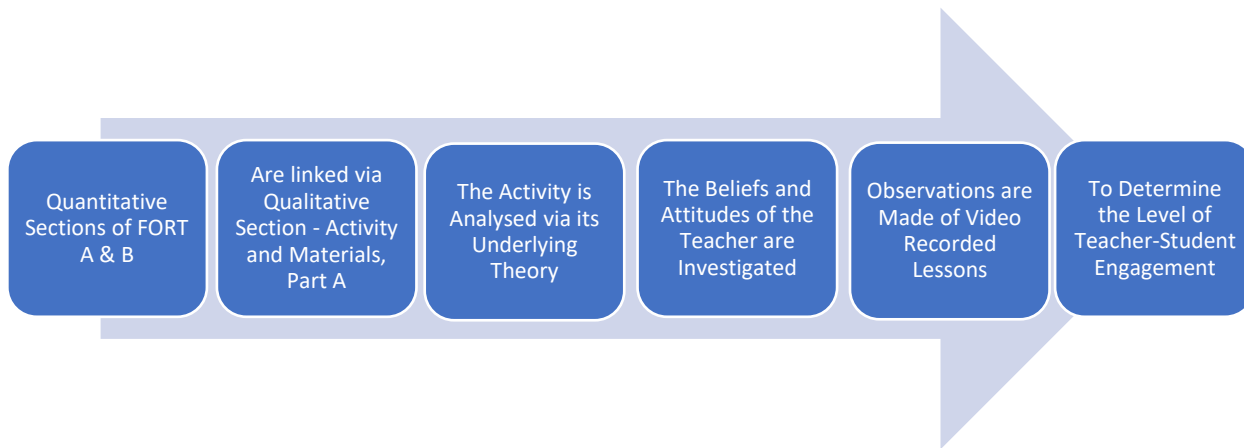 Quantitative
Sections of FORT
A & B
Are linked via
Qualitative
Section - Activity
and Materials,
Part A
The Activity is
Analysed via its
Underlying
Theory
The Beliefs and
Attitudes of the
Teacher are
Investigated
Observations are
Made of Video
Recorded
Lessons
To Determine
the Level of
Teacher-Student
Engagement